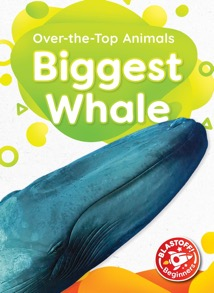 Over-the-Top Animals
Biggest
Whale
BLASTOFF!
Beginners